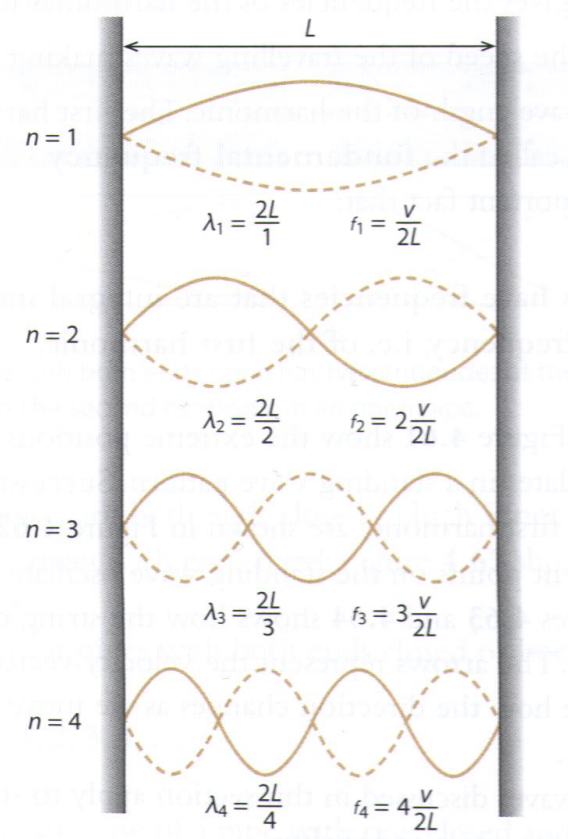 L
n = 1
λ₁ = 2L/1 f₁ = v/2L
n = 2
λ₂ = 2L/2 f₂ = 2 v/2L
n = 3
λ₃ = 2L/3 f₃ = 3 v/2L
n = 4
λ₄ = 2L/4 f₄ = 4 v/2L